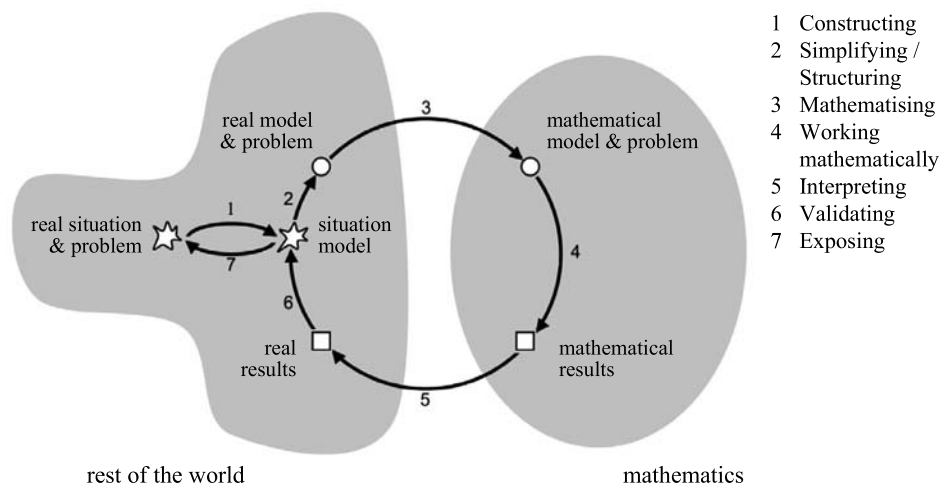 real model
& problem
3
mathematical
model & problem
2
1
real situation
& problem
situation
model
7
4
6
real
results
mathematical
results
5
rest of the world
mathematics
1 Constructing
2 Simplifying /
Structuring
3 Mathematising
4 Working
mathematically
5 Interpreting
6 Validating
7 Exposing